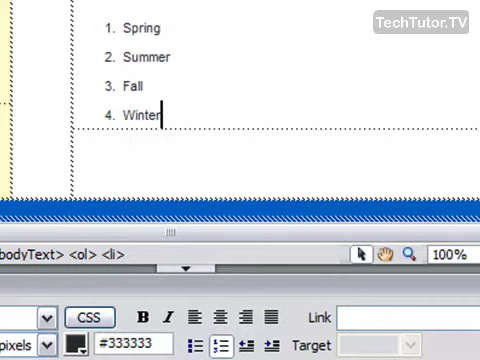 TechTutor.TV
1. Spring
2. Summer
3. Fall
4. Winter
bodyText> <ol> <li>
100%
CSS B I Link
pixels #333333 Target